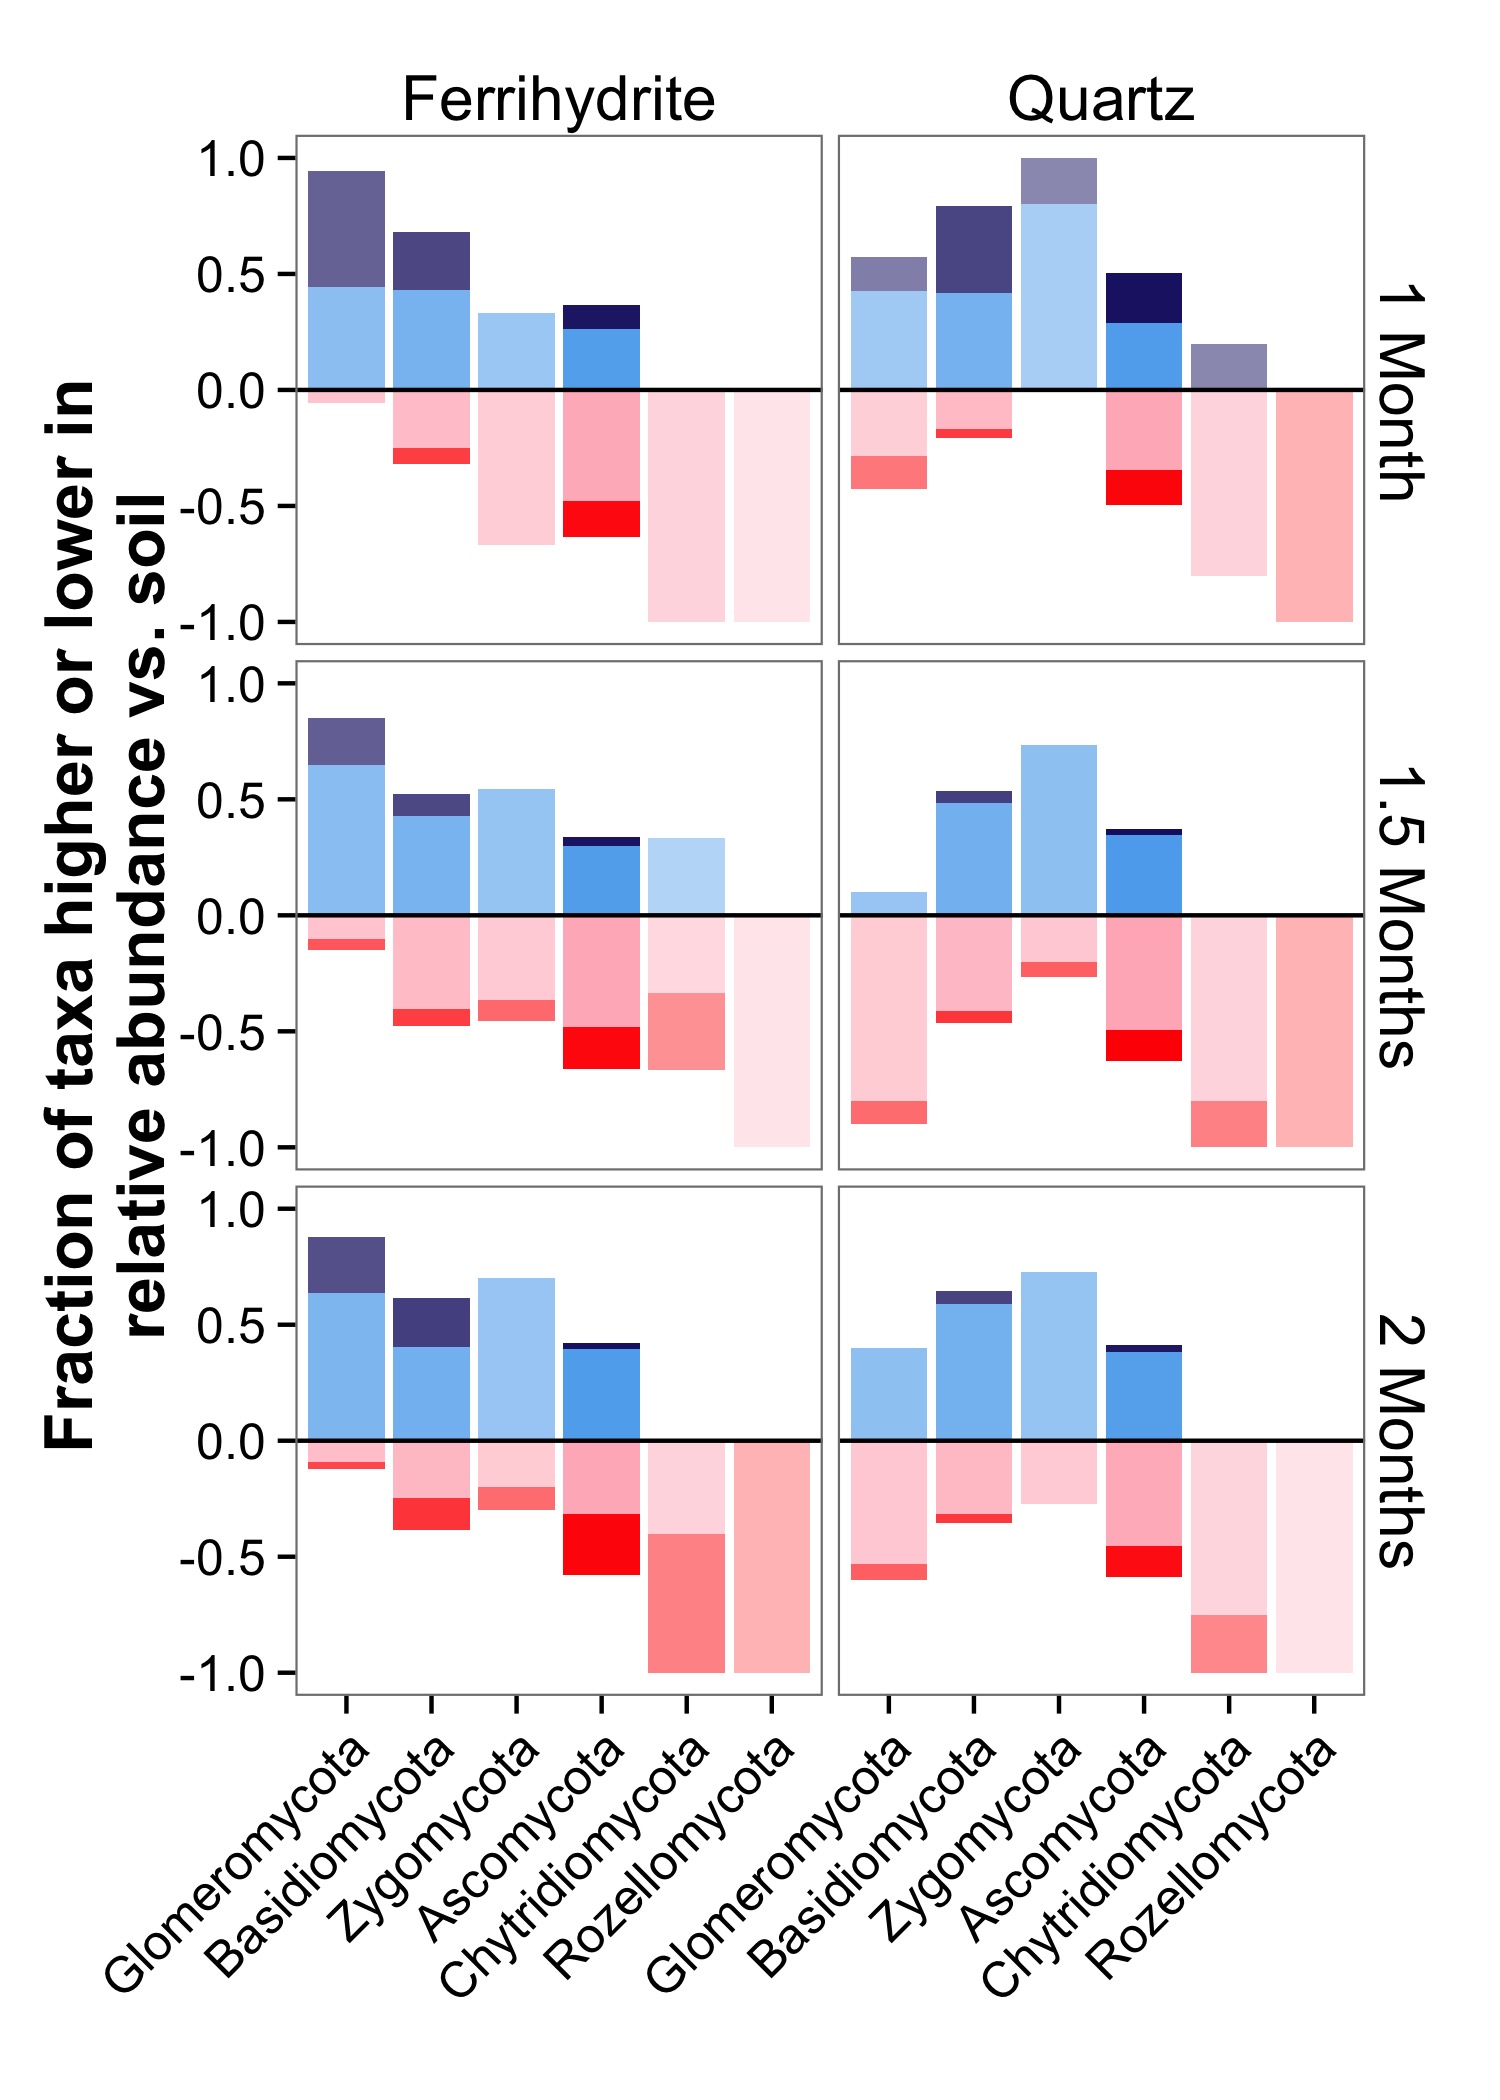 Ferrihydrite
Quartz
Fraction of taxa higher or lower in
relative abundance vs. soil
1.0
0.5
0.0
-0.5
-1.0
1 Month
1.0
0.5
0.0
-0.5
-1.0
1.5 Months
1.0
0.5
0.0
-0.5
-1.0
2 Months
Glomeromycota
Basidiomycota
Zygomycota
Ascomycota
Chytridiomycota
Rozellomycota
Glomeromycota
Basidiomycota
Zygomycota
Ascomycota
Chytridiomycota
Rozellomycota